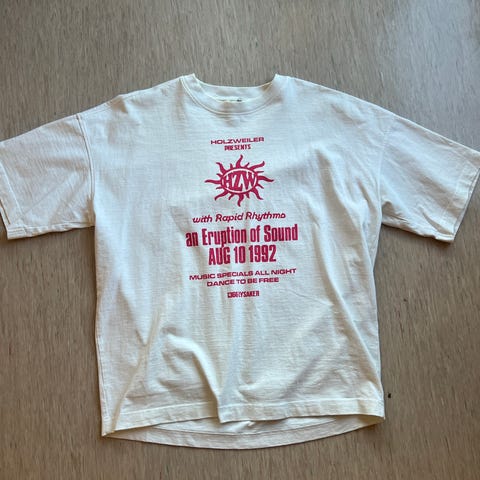 HOLZWEILER
PRESENTS
HZW
with Rapid Rhythms
an Eruption of Sound
AUG 10 1992
MUSIC SPECIALS ALL NIGHT
DANCE TO BE FREE